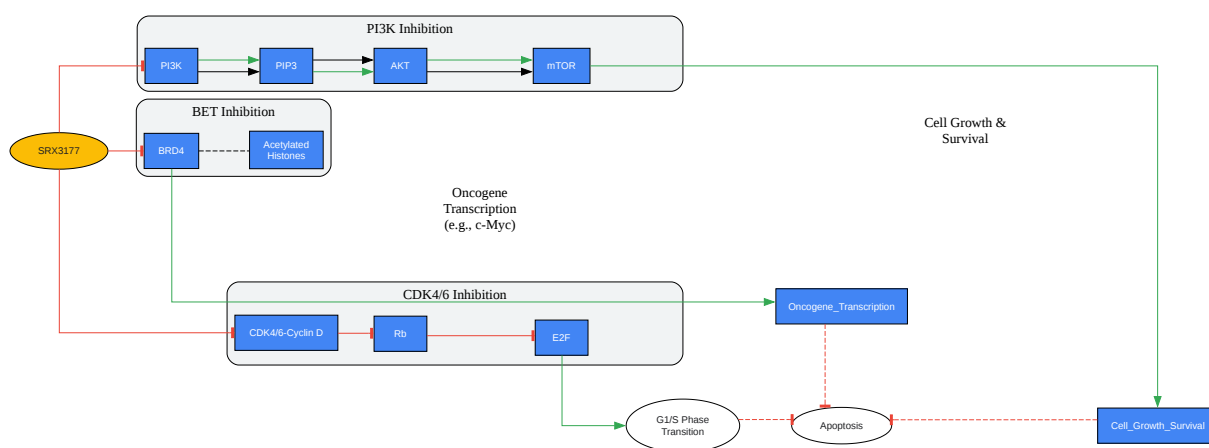 PI3K Inhibition
PI3K
PIP3
AKT
mTOR
BET Inhibition
BRD4
Acetylated
Histones
SRX3177
Cell Growth &
Survival
Oncogene
Transcription
(e.g., c-Myc)
CDK4/6 Inhibition
CDK4/6-Cyclin D
Rb
E2F
Oncogene_Transcription
G1/S Phase
Transition
Apoptosis
Cell_Growth_Survival